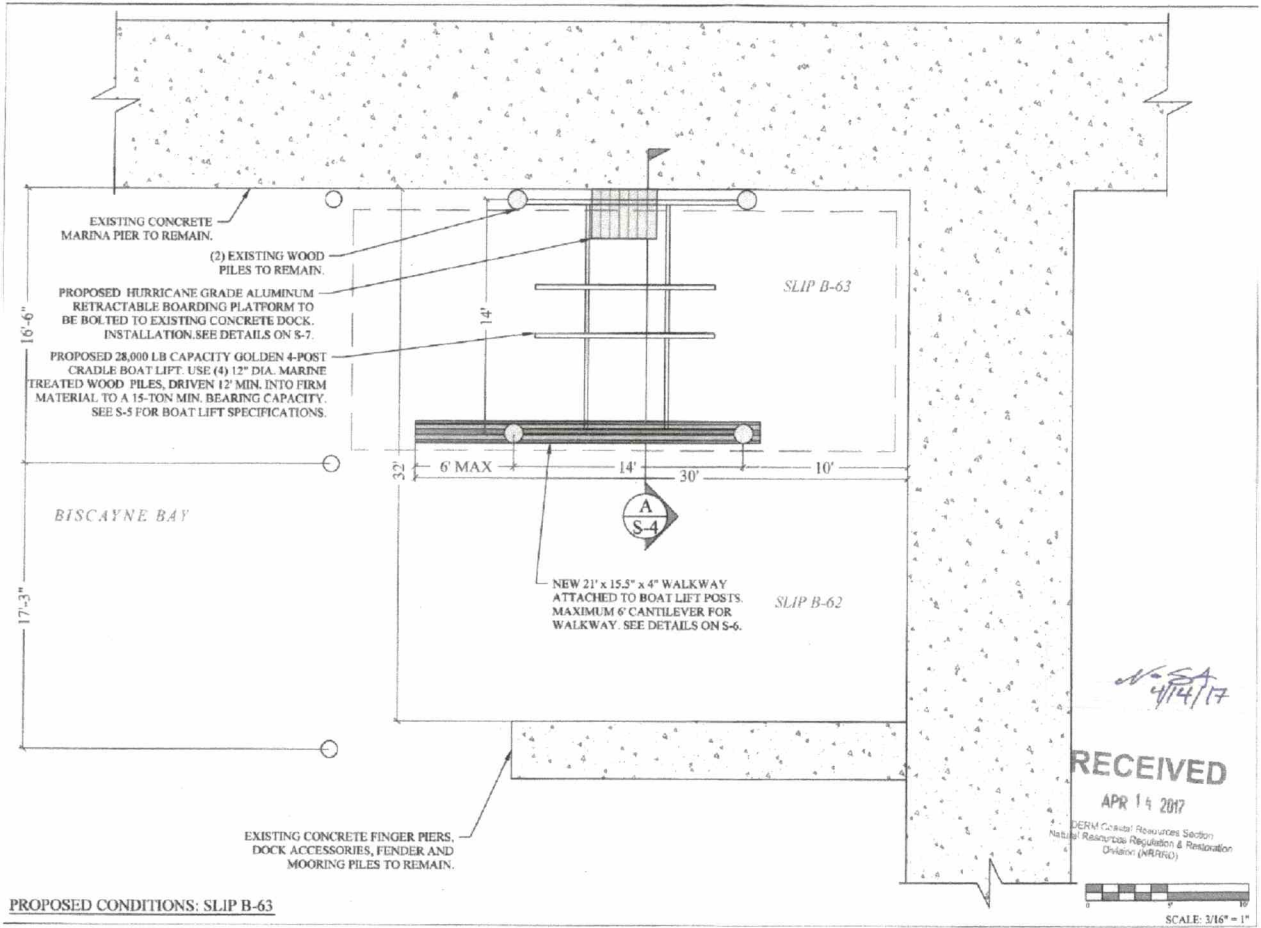 EXISTING CONCRETE
MARINA PIER TO REMAIN.
(2) EXISTING WOOD
PILES TO REMAIN.
PROPOSED HURRICANE GRADE ALUMINUM
RETRACTABLE BOARDING PLATFORM TO
BE BOLTED TO EXISTING CONCRETE DOCK.
INSTALLATION.SEE DETAILS ON S-7.
PROPOSED 28,000 LB CAPACITY GOLDEN 4-POST
CRADLE BOAT LIFT. USE (4) 12" DIA. MARINE
TREATED WOOD PILES, DRIVEN 12' MIN. INTO FIRM
MATERIAL TO A 15-TON MIN. BEARING CAPACITY.
SEE S-5 FOR BOAT LIFT SPECIFICATIONS.
16'-6"
14'
SLIP B-63
32'
6' MAX
14'
30'
10'
BISCAYNE BAY
A
S-4
17'-3"
NEW 21' x 15.5" x 4" WALKWAY
ATTACHED TO BOAT LIFT POSTS.
MAXIMUM 6' CANTILEVER FOR
WALKWAY. SEE DETAILS ON S-6.
SLIP B-62
4/14/17
RECEIVED
APR 14 2017
DERM Coastal Resources Section
Natural Resources Regulation & Restoration
Division (NRRRD)
EXISTING CONCRETE FINGER PIERS,
DOCK ACCESSORIES, FENDER AND
MOORING PILES TO REMAIN.
PROPOSED CONDITIONS: SLIP B-63
0 5' 10'
SCALE: 3/16" = 1"